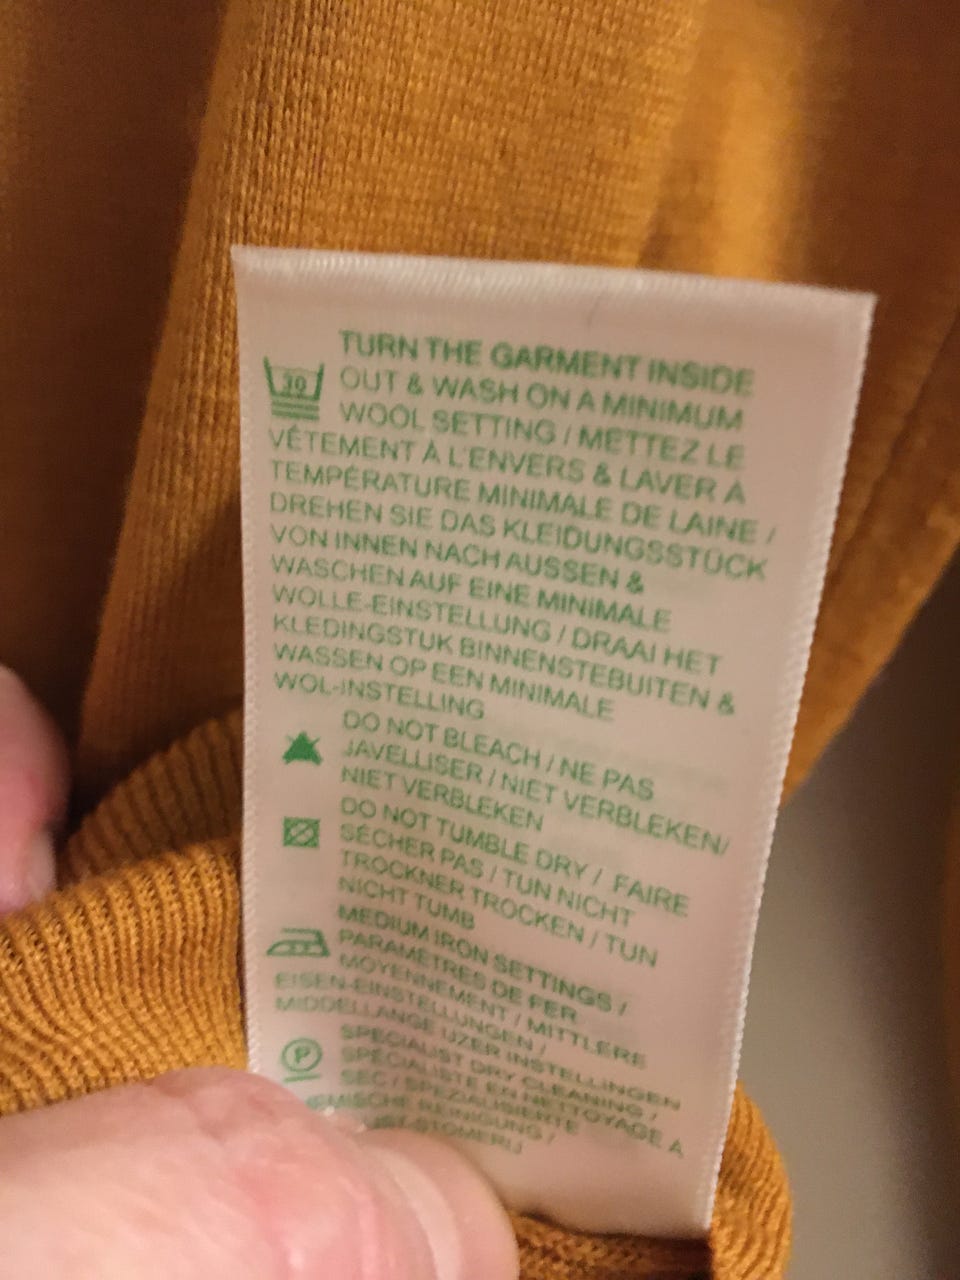 TURN THE GARMENT INSIDE
30
OUT & WASH ON A MINIMUM
WOOL SETTING / METTEZ LE
VÊTEMENT À L'ENVERS & LAVER À
TEMPÉRATURE MINIMALE DE LAINE /
DREHEN SIE DAS KLEIDUNGSSTÜCK
VON INNEN NACH AUSSEN &
WASCHEN AUF EINE MINIMALE
WOLLE-EINSTELLUNG / DRAAI HET
KLEDINGSTUK BINNENSTEBUITEN &
WASSEN OP EEN MINIMALE
WOL-INSTELLING
DO NOT BLEACH / NE PAS
JAVELLISER / NIET VERBLEKEN/
NIET VERBLEKEN
DO NOT TUMBLE DRY / FAIRE
SÉCHER PAS / TUN NICHT
TROCKNER TROCKEN / TUN
NICHT TUMB
MEDIUM IRON SETTINGS /
PARAMÈTRES DE FER
MOYENNEMENT / MITTLERE
EISEN-EINSTELLUNGEN /
MIDDELLANGE IJZER INSTELLINGEN
P
SPECIALIST DRY CLEANING /
SPÉCIALISTE EN NETTOYAGE À
SEC / SPEZIALISIERTE
REINIGUNG /